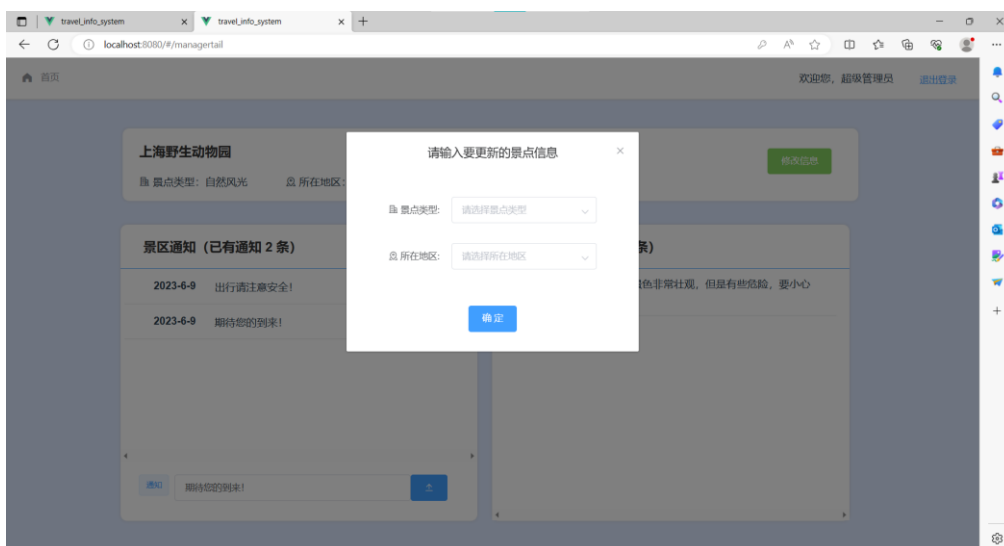 travel_info_system
travel_info_system
localhost:8080/#/managertail
首页
欢迎您，超级管理员
退出登录
上海野生动物园
景点类型：自然风光
所在地区：
修改信息
请输入要更新的景点信息
景点类型:
请选择景点类型
所在地区:
请选择所在地区
确定
景区通知（已有通知 2 条）
条）
2023-6-9 出行请注意安全！
2023-6-9 期待您的到来！
色非常壮观，但是有些危险，要小心
通知
期待您的到来！